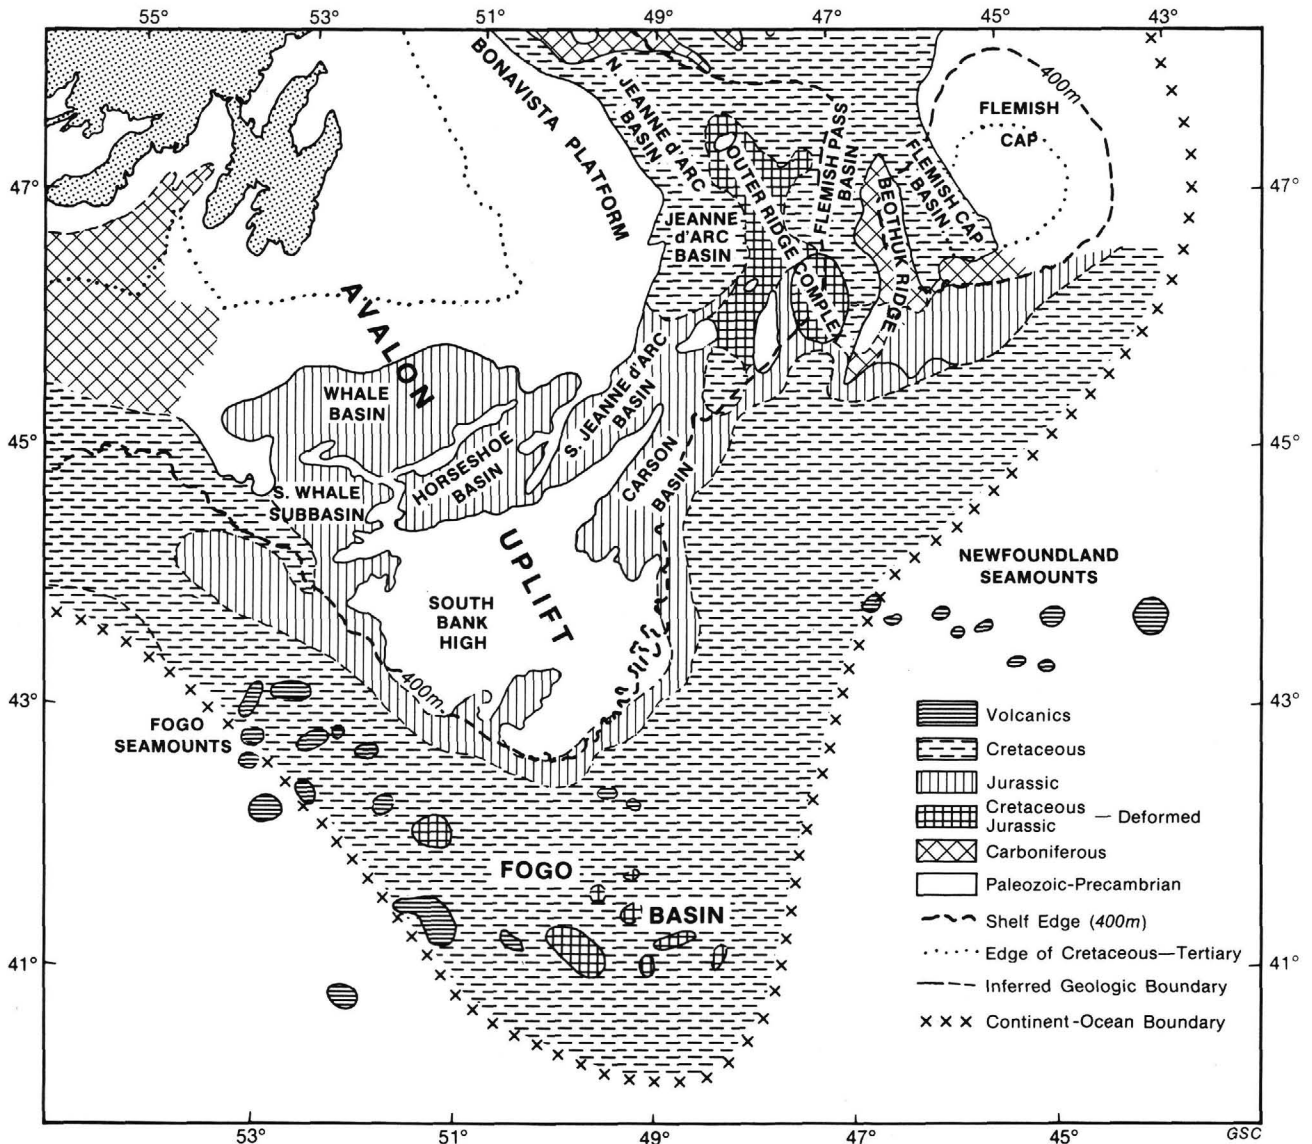 55° 53° 51° 49° 47° 45° 43°
BONAVISTA PLATFORM
N. JEANNE d'ARC
BASIN
400m
FLEMISH
CAP
FLEMISH PASS
BASIN
FLEMISH CAP
BASIN
OUTER RIDGE COMPLE
BEOTHUK RIDGE
47°
47°
JEANNE
d'ARC
BASIN
AVALON
UPLIFT
WHALE
BASIN
S. JEANNE d'ARC
BASIN
45°
45°
HORSESHOE
BASIN
CARSON
BASIN
S. WHALE
SUBBASIN
NEWFOUNDLAND
SEAMOUNTS
SOUTH
BANK
HIGH
400m
43°
43°
FOGO
SEAMOUNTS
Volcanics
Cretaceous
Jurassic
Cretaceous
Jurassic — Deformed
Carboniferous
Paleozoic-Precambrian
Shelf Edge (400m)
Edge of Cretaceous—Tertiary
Inferred Geologic Boundary
Continent-Ocean Boundary
FOGO
BASIN
41°
41°
53° 51° 49° 47° 45°
GSC